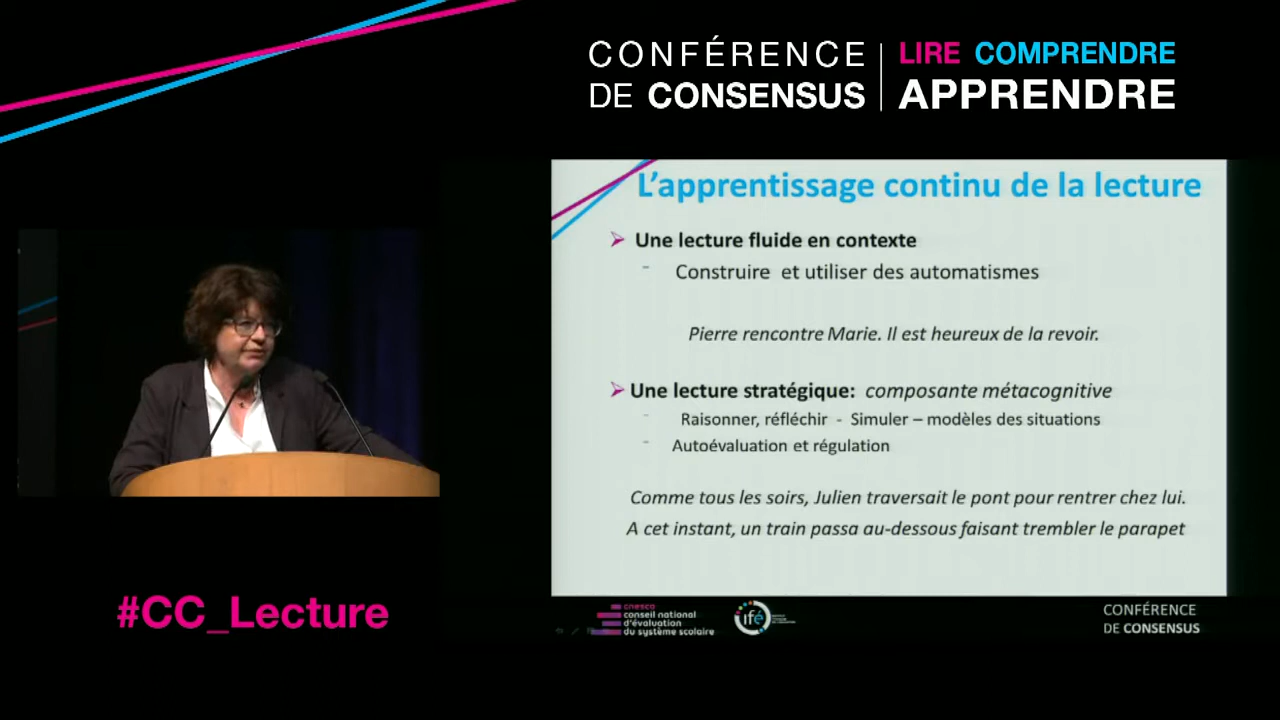 CONFÉRENCE
DE CONSENSUS
LIRE COMPRENDRE
APPRENDRE
L'apprentissage continu de la lecture
Une lecture fluide en contexte
- Construire et utiliser des automatismes
Pierre rencontre Marie. Il est heureux de la revoir.
Une lecture stratégique: composante métacognitive
- Raisonner, réfléchir - Simuler – modèles des situations
- Autoévaluation et régulation
Comme tous les soirs, Julien traversait le pont pour rentrer chez lui.
A cet instant, un train passa au-dessous faisant trembler le parapet
#CC_Lecture
cnesco
conseil national
d'évaluation
du système scolaire
ifé
CONFÉRENCE
DE CONSENSUS